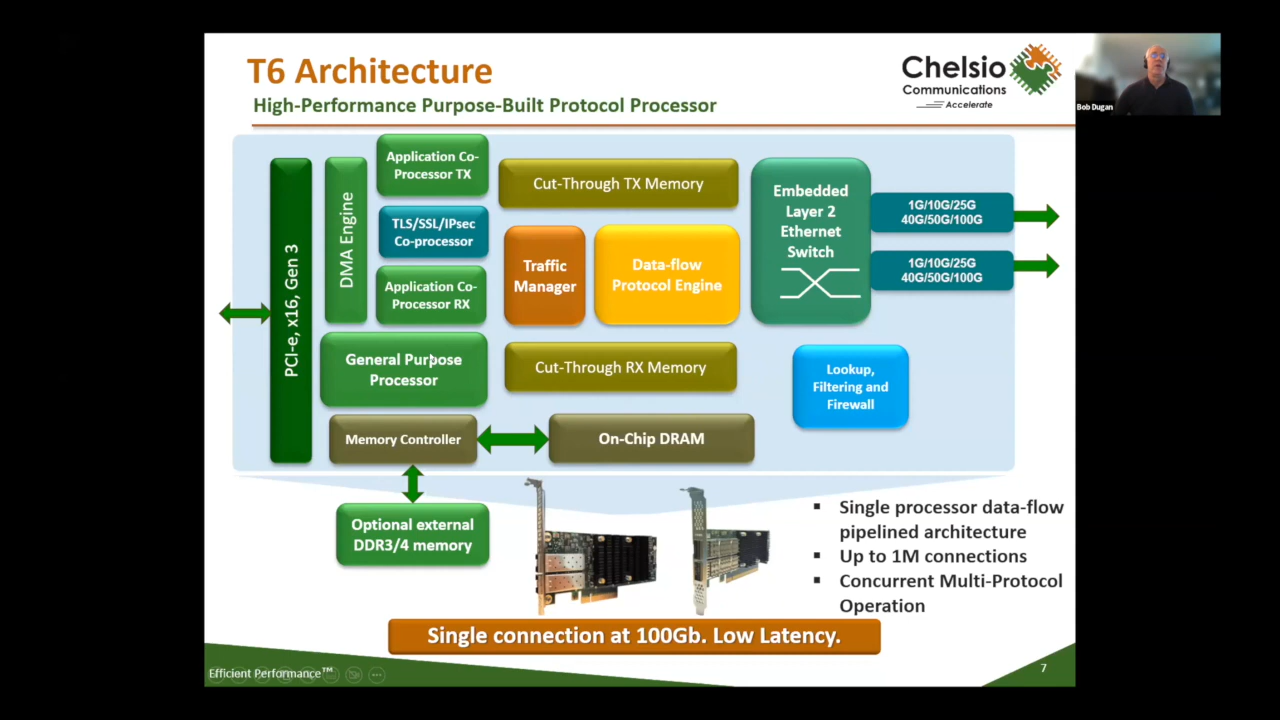 T6 Architecture
High-Performance Purpose-Built Protocol Processor
Chelsio
Communications
Accelerate
Bob Dugan
PCI-e, x16, Gen 3
DMA Engine
Application Co-
Processor TX
TLS/SSL/IPsec
Co-processor
Application Co-
Processor RX
General Purpose
Processor
Memory Controller
Cut-Through TX Memory
Traffic
Manager
Data-flow
Protocol Engine
Cut-Through RX Memory
On-Chip DRAM
Embedded
Layer 2
Ethernet
Switch
1G/10G/25G
40G/50G/100G
1G/10G/25G
40G/50G/100G
Lookup,
Filtering and
Firewall
Optional external
DDR3/4 memory
▪ Single processor data-flow
pipelined architecture
▪ Up to 1M connections
▪ Concurrent Multi-Protocol
Operation
Single connection at 100Gb. Low Latency.
Efficient Performance™
7